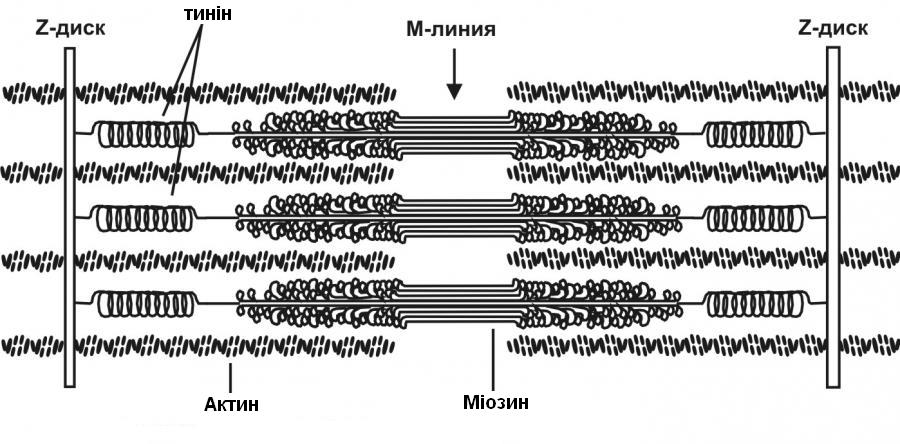 тинін
Z-диск
М-линия
Z-диск
Актин
Міозин